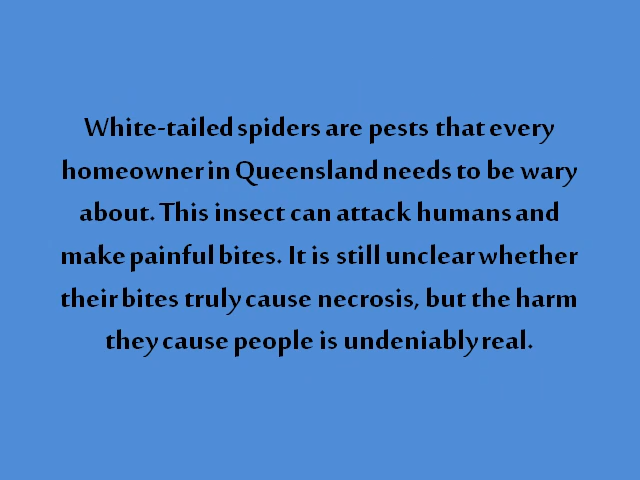 White-tailed spiders are pests that every
homeowner in Queensland needs to be wary
about. This insect can attack humans and
make painful bites. It is still unclear whether
their bites truly cause necrosis, but the harm
they cause people is undeniably real.